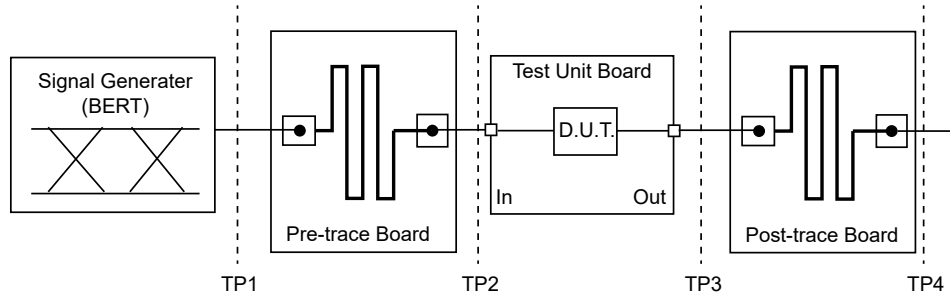 Signal Generater
(BERT)
Pre-trace Board
Test Unit Board
D.U.T.
In
Out
Post-trace Board
TP1
TP2
TP3
TP4